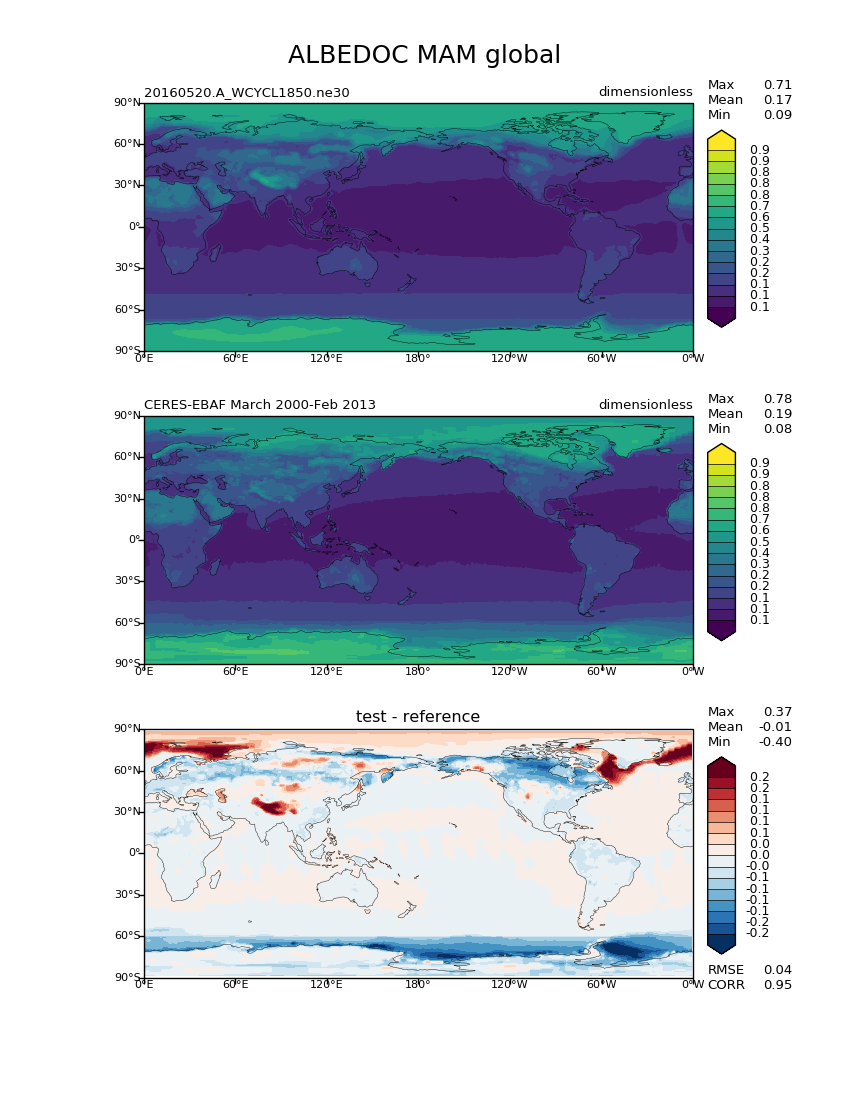 ALBEDOC MAM global
20160520.A_WCYCL1850.ne30 dimensionless
Max 0.71
Mean 0.17
Min 0.09
90°N
60°N
30°N
0°
30°S
60°S
90°S
0°E 60°E 120°E 180° 120°W 60°W 0°W
0.9
0.9
0.8
0.8
0.8
0.7
0.6
0.5
0.4
0.3
0.2
0.2
0.1
0.1
0.1
CERES-EBAF March 2000-Feb 2013 dimensionless
Max 0.78
Mean 0.19
Min 0.08
90°N
60°N
30°N
0°
30°S
60°S
90°S
0°E 60°E 120°E 180° 120°W 60°W 0°W
0.9
0.9
0.8
0.8
0.8
0.7
0.6
0.5
0.4
0.3
0.2
0.2
0.1
0.1
0.1
test - reference
Max 0.37
Mean -0.01
Min -0.40
90°N
60°N
30°N
0°
30°S
60°S
90°S
0°E 60°E 120°E 180° 120°W 60°W 0°W
0.2
0.2
0.1
0.1
0.1
0.1
0.0
0.0
-0.0
-0.1
-0.1
-0.1
-0.1
-0.2
-0.2
RMSE 0.04
CORR 0.95